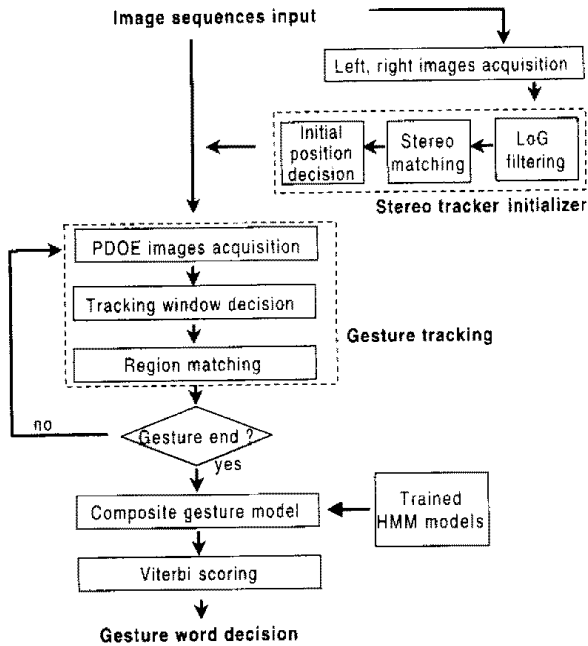 Image sequences input
Left, right images acquisition
Initial
position
decision
Stereo
matching
LoG
filtering
Stereo tracker initializer
PDOE images acquisition
Tracking window decision
Gesture tracking
Region matching
no
Gesture end ?
yes
Composite gesture model
Trained
HMM models
Viterbi scoring
Gesture word decision